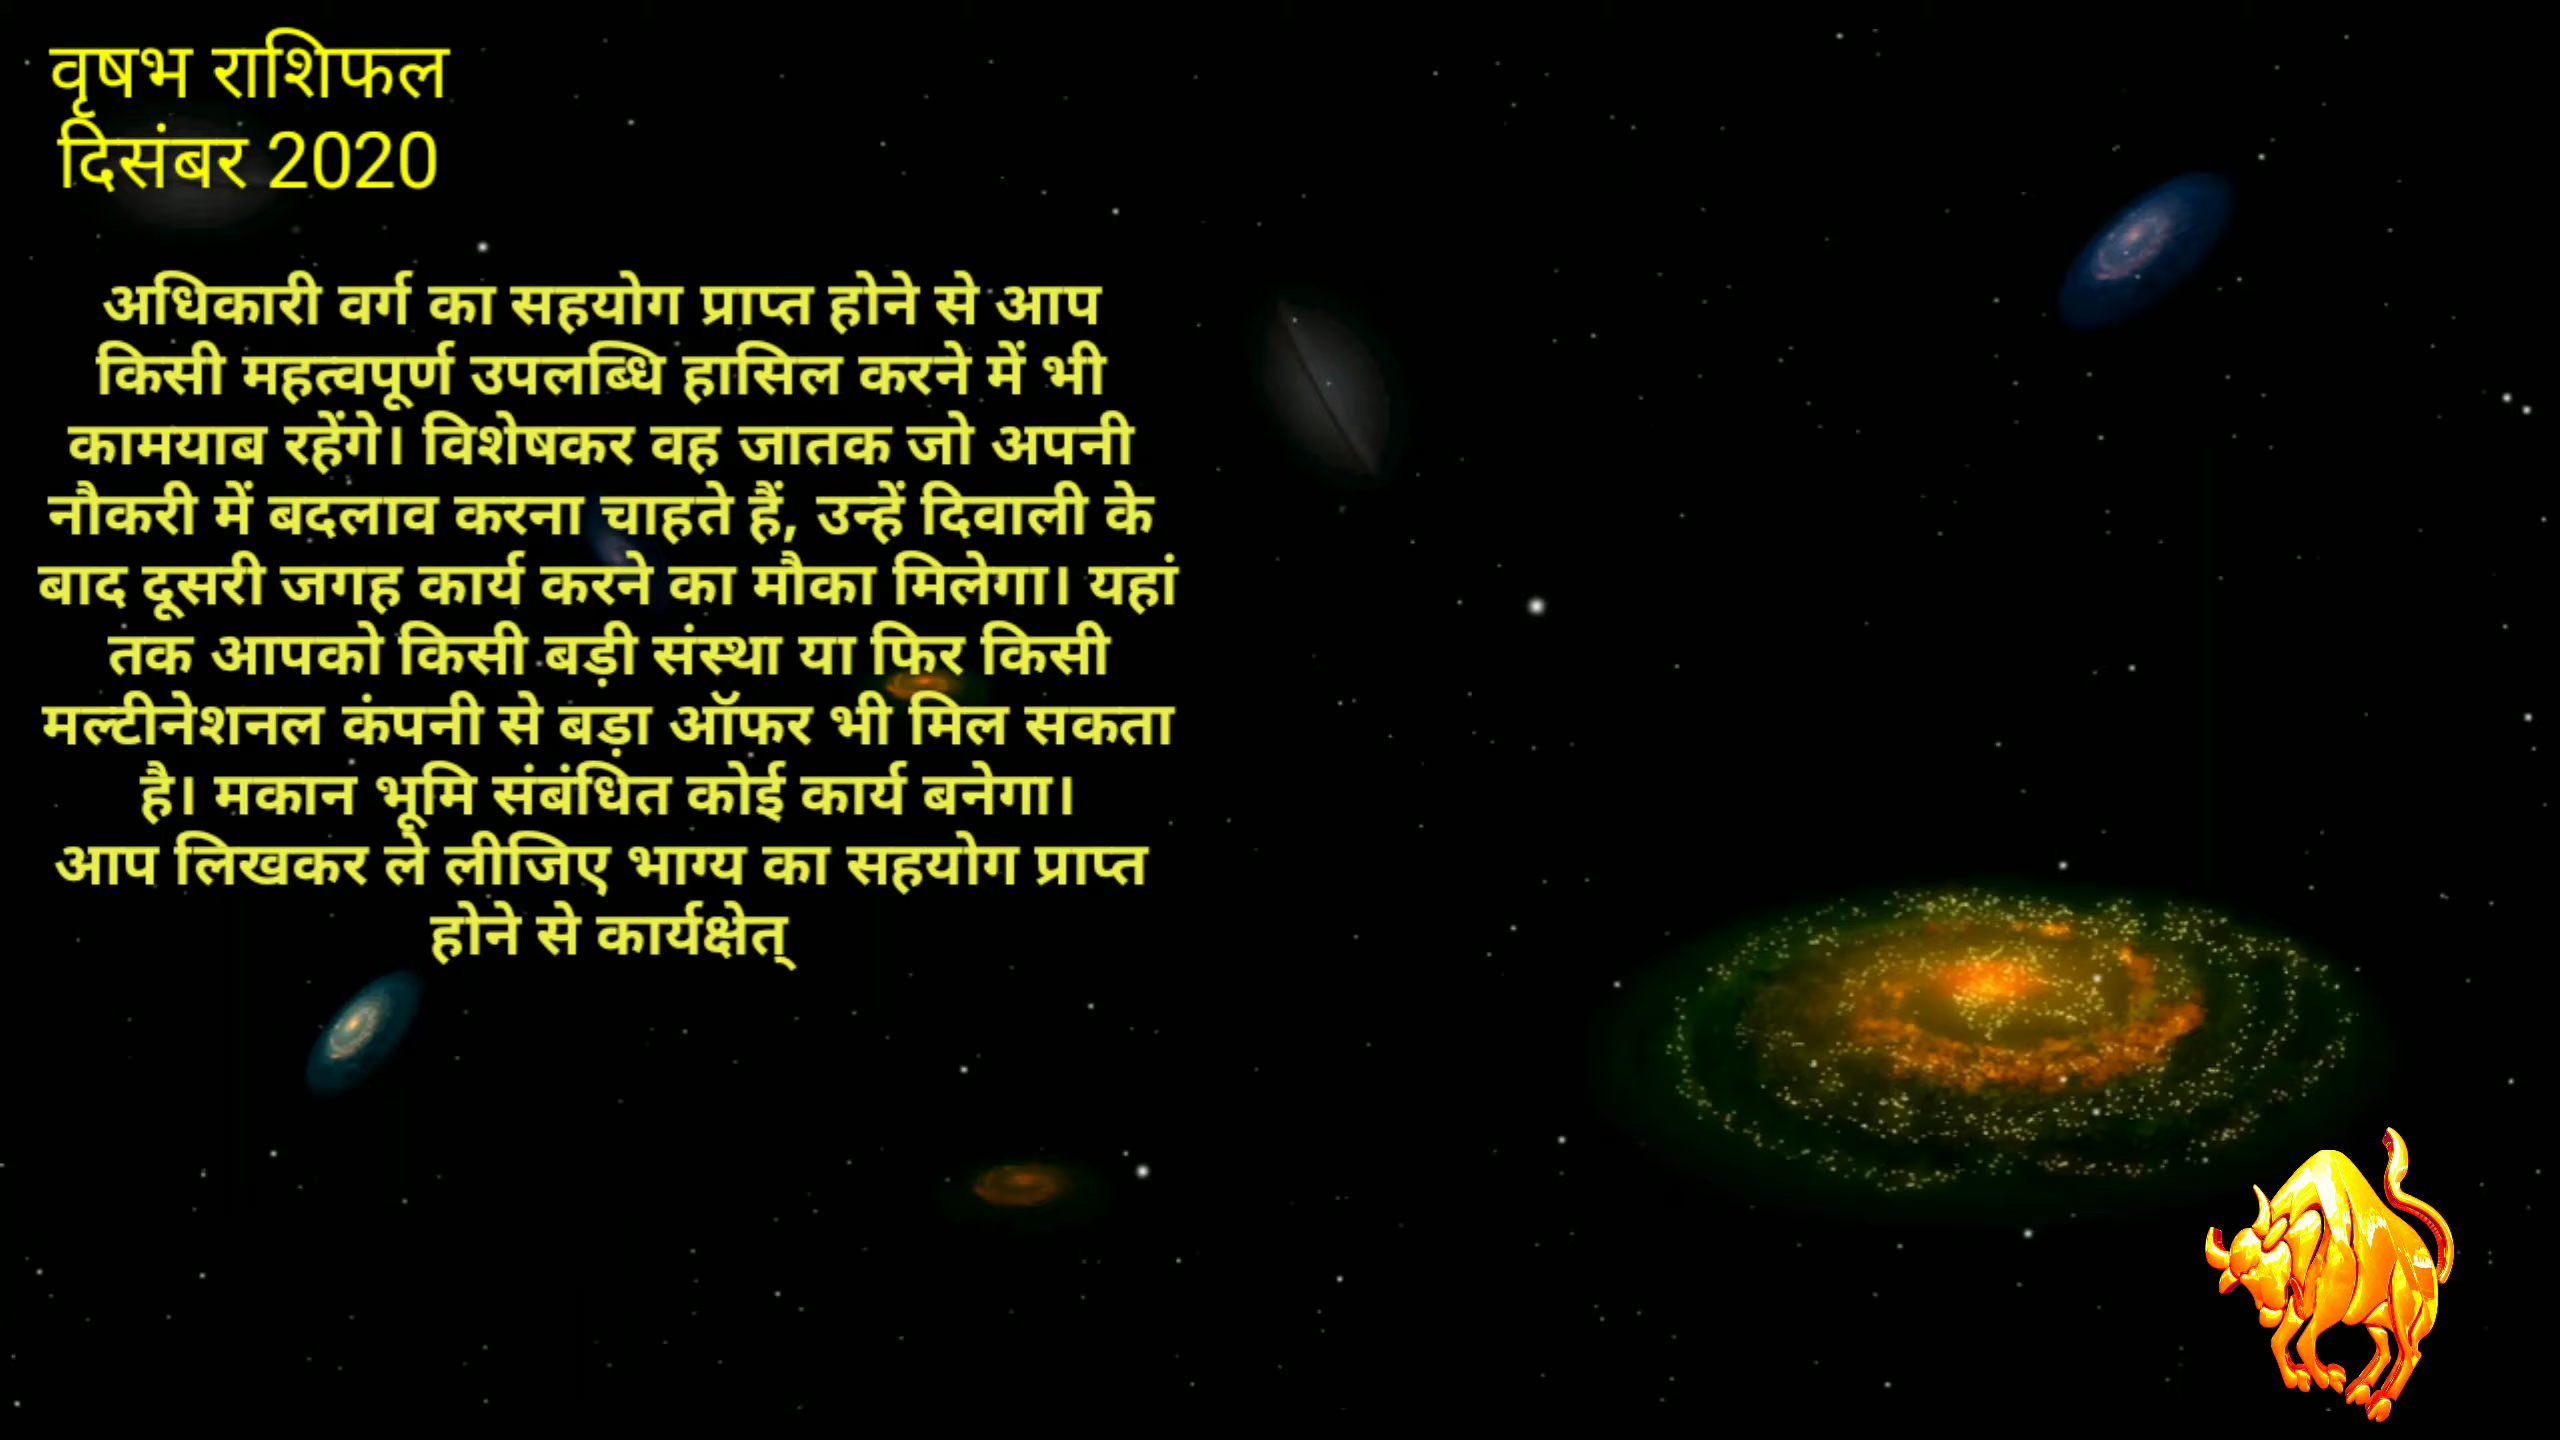 वृषभ राशिफल
दिसंबर 2020
अधिकारी वर्ग का सहयोग प्राप्त होने से आप
किसी महत्वपूर्ण उपलब्धि हासिल करने में भी
कामयाब रहेंगे। विशेषकर वह जातक जो अपनी
नौकरी में बदलाव करना चाहते हैं, उन्हें दिवाली के
बाद दूसरी जगह कार्य करने का मौका मिलेगा। यहां
तक आपको किसी बड़ी संस्था या फिर किसी
मल्टीनेशनल कंपनी से बड़ा ऑफर भी मिल सकता
है। मकान भूमि संबंधित कोई कार्य बनेगा।
आप लिखकर ले लीजिए भाग्य का सहयोग प्राप्त
होने से कार्यक्षेत्